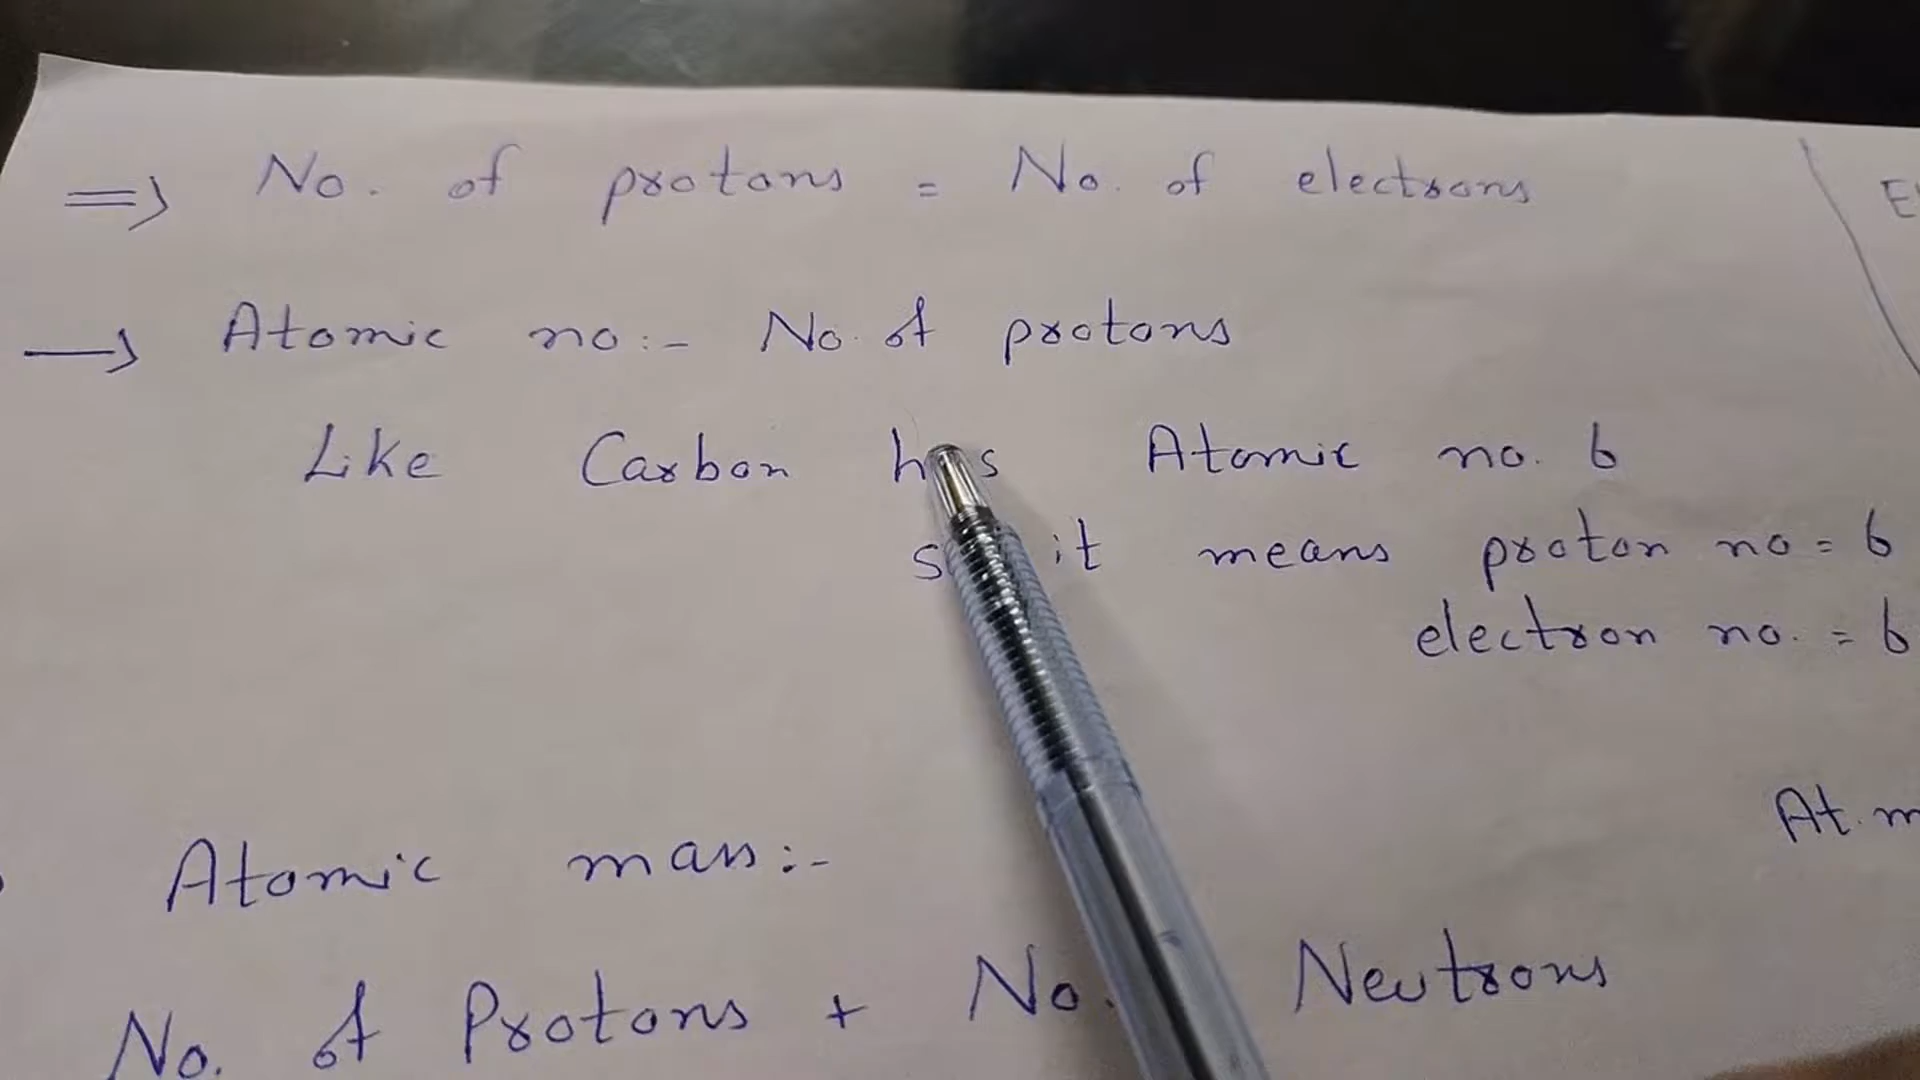 => No. of protons = No. of electrons
→ Atomic no:- No. of protons
Like Carbon has Atomic no. 6
it means proton no = 6
electron no. = 6
At. m
Atomic mass:-
No. of Protons + No. Neutrons